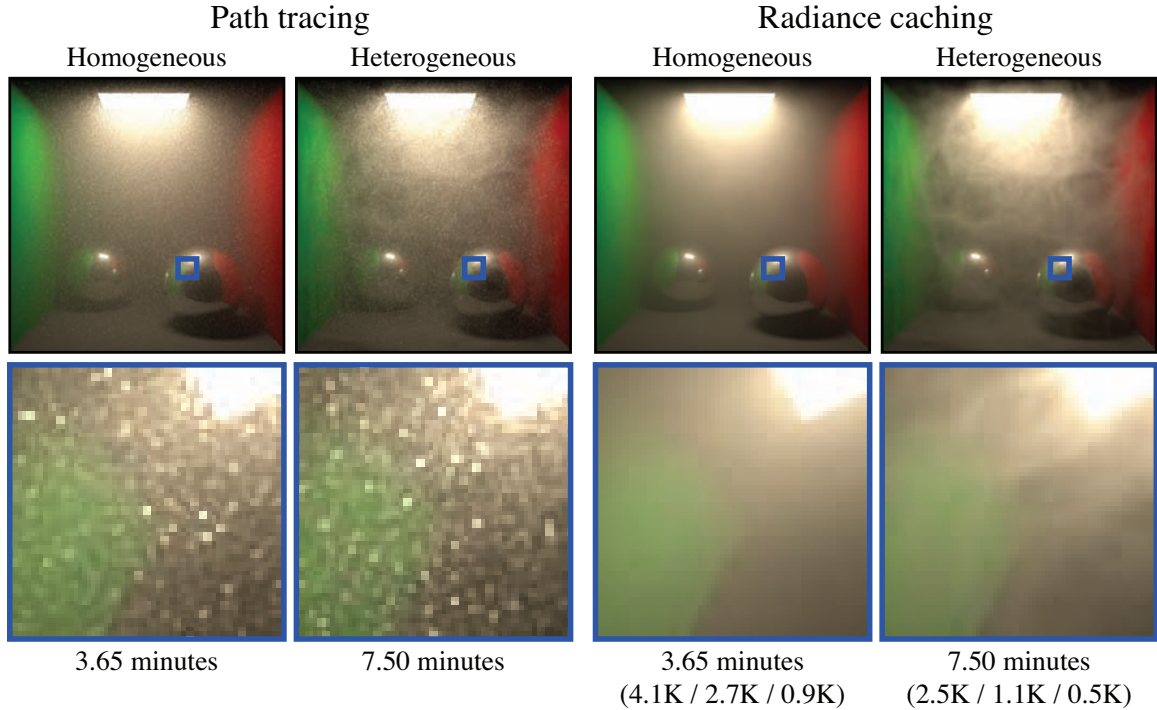 Path tracing
Radiance caching
Homogeneous
Heterogeneous
Homogeneous
Heterogeneous
3.65 minutes
7.50 minutes
3.65 minutes
7.50 minutes
(4.1K / 2.7K / 0.9K)
(2.5K / 1.1K / 0.5K)